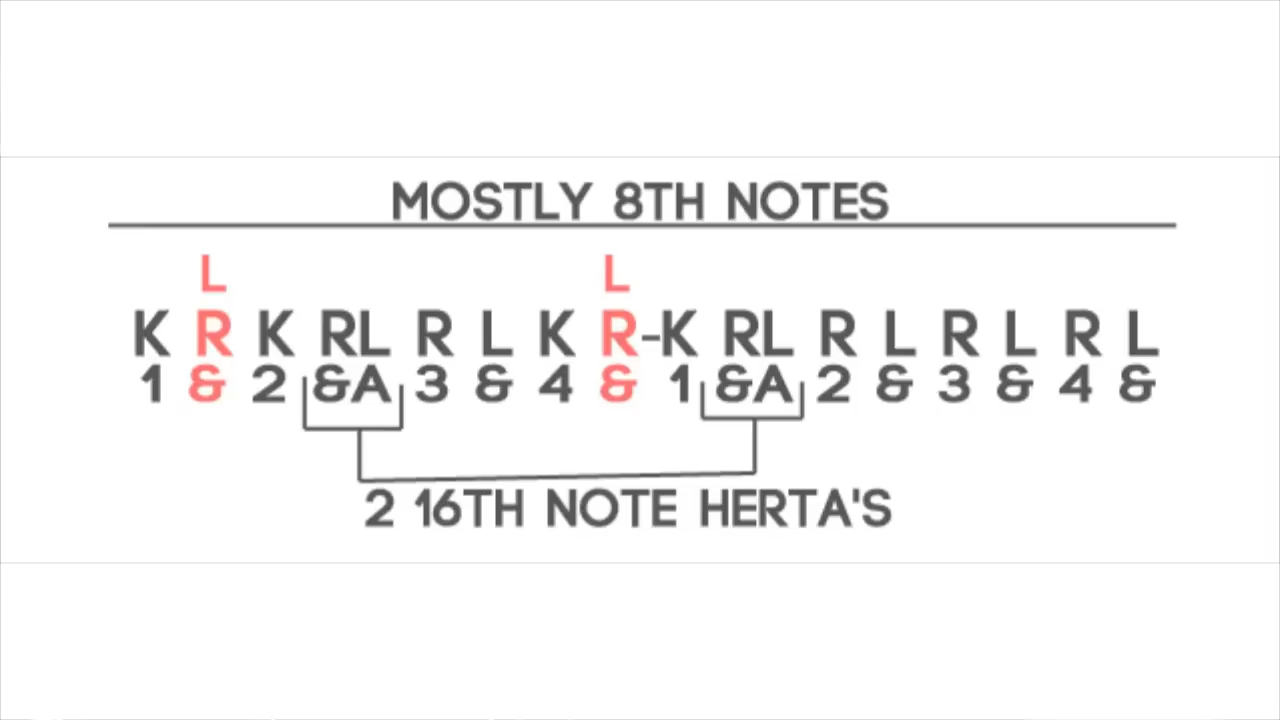 MOSTLY 8TH NOTES
L L
K R K RL R L K R-K RL R L R L R L
1 & 2 &A 3 & 4 & 1 &A 2 & 3 & 4 &
2 16TH NOTE HERTA'S